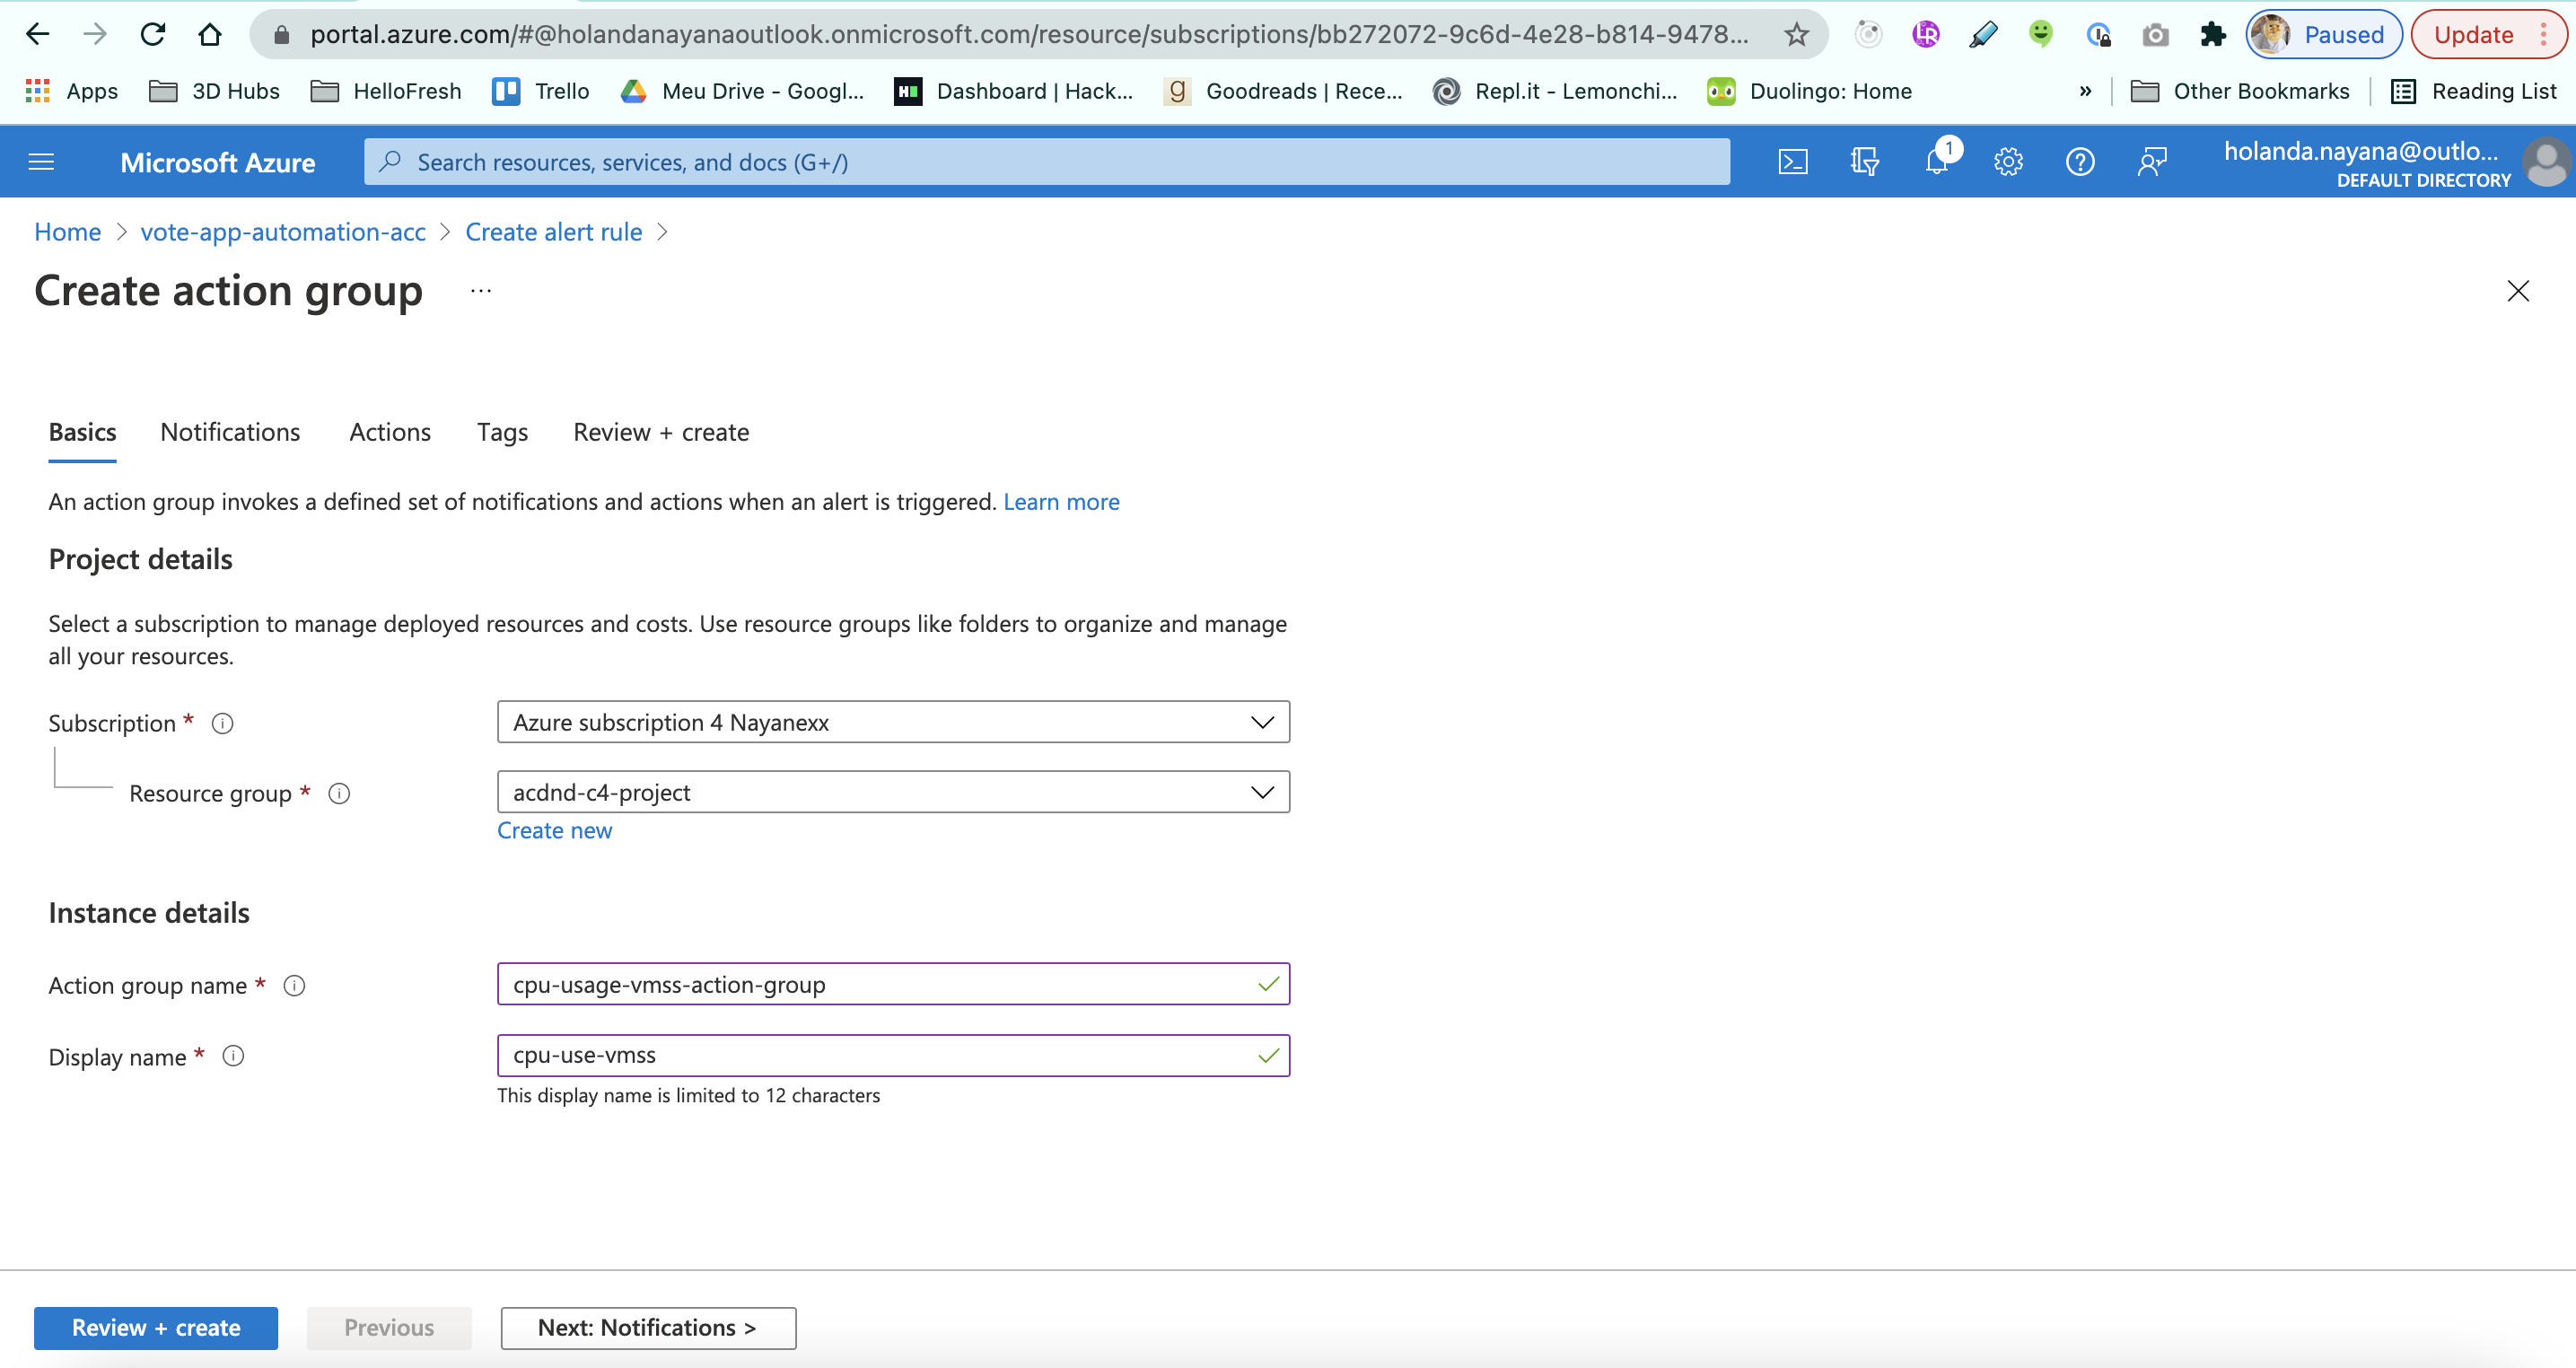 portal.azure.com/#@holandanayanaoutlook.onmicrosoft.com/resource/subscriptions/bb272072-9c6d-4e28-b814-9478...
Paused
Update
Apps
3D Hubs
HelloFresh
Trello
Meu Drive - Googl...
Dashboard | Hack...
Goodreads | Rece...
Repl.it - Lemonchi...
Duolingo: Home
»
Other Bookmarks
Reading List
Microsoft Azure
Search resources, services, and docs (G+/)
1
holanda.nayana@outlo...
DEFAULT DIRECTORY
Home > vote-app-automation-acc > Create alert rule >
Create action group ...
Basics Notifications Actions Tags Review + create
An action group invokes a defined set of notifications and actions when an alert is triggered. Learn more
Project details
Select a subscription to manage deployed resources and costs. Use resource groups like folders to organize and manage
all your resources.
Subscription *
Azure subscription 4 Nayanexx
Resource group *
acdnd-c4-project
Create new
Instance details
Action group name *
cpu-usage-vmss-action-group
Display name *
cpu-use-vmss
This display name is limited to 12 characters
Review + create
Previous
Next: Notifications >